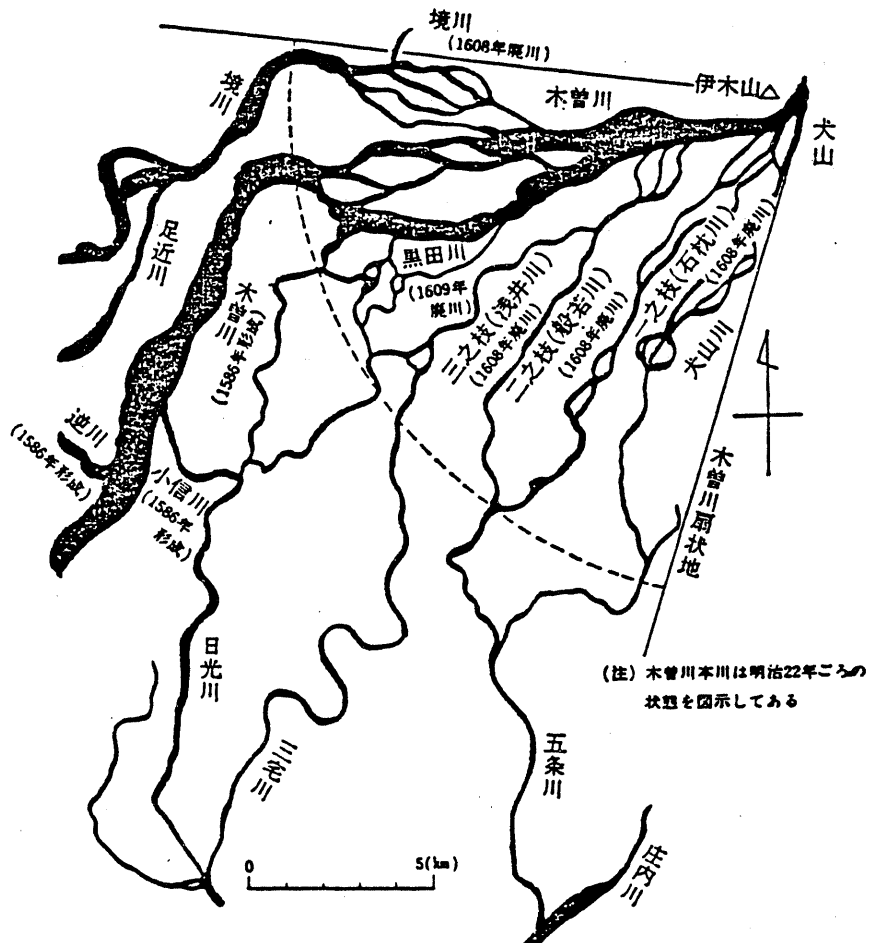 境川
(1608年廃川)
伊木山△
木曽川
犬山
境川
足近川
黒田川
(1609年
廃川)
木曽川
(1586年形成)
三之枝(浅井川)
(1608年廃川)
二之枝(般若川)
(1608年廃川)
一之枝(石枕川)
(1608年廃川)
犬山川
木曽川扇状地
逆川
(1586年形成)
小信川
(1586年
形成)
日光川
三宅川
五条川
庄内川
(注) 木曽川本川は明治22年ごろの
状態を図示してある
0 5(km)